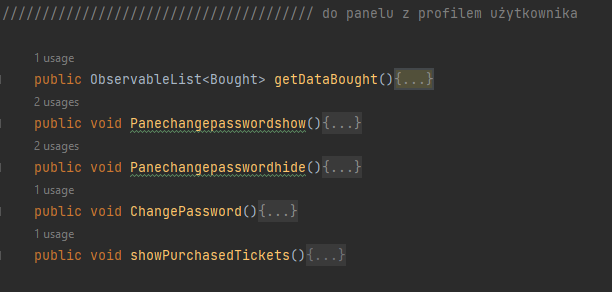 /////////////////////////////////////// do panelu z profilem użytkownika
1 usage
public ObservableList<Bought> getDataBought(){...}
2 usages
public void Panechangepasswordshow(){...}
2 usages
public void Panechangepasswordhide(){...}
1 usage
public void ChangePassword(){...}
1 usage
public void showPurchasedTickets(){...}